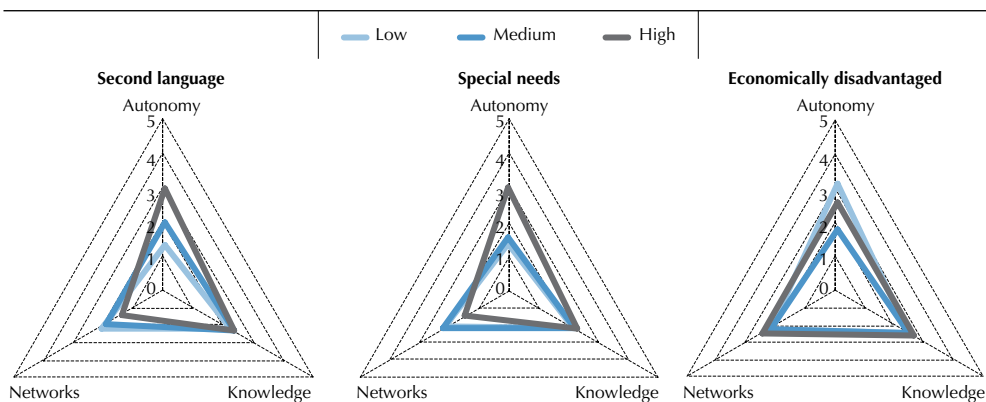 Low Medium High
Second language Special needs Economically disadvantaged
Autonomy Autonomy Autonomy
5 5 5
4 4 4
3 3 3
2 2 2
1 1 1
0 0 0
Networks Knowledge Networks Knowledge Networks Knowledge